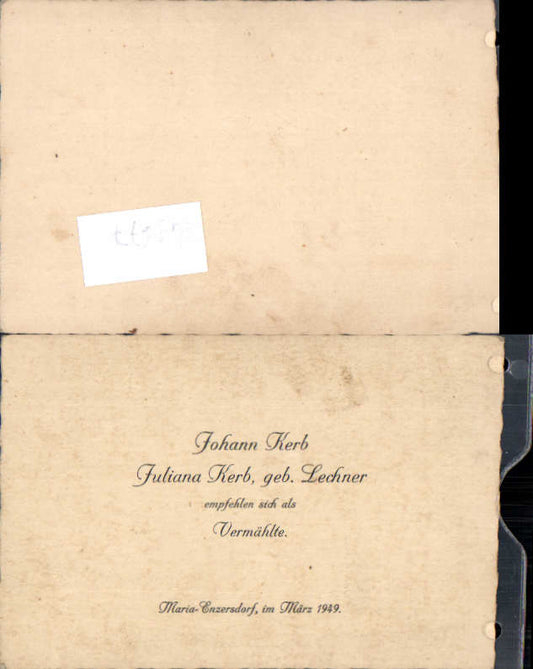 Johann Kerb
Juliana Kerb, geb. Lechner
empfehlen sich als
Vermählte.
Maria-Enzersdorf, im März 1949.